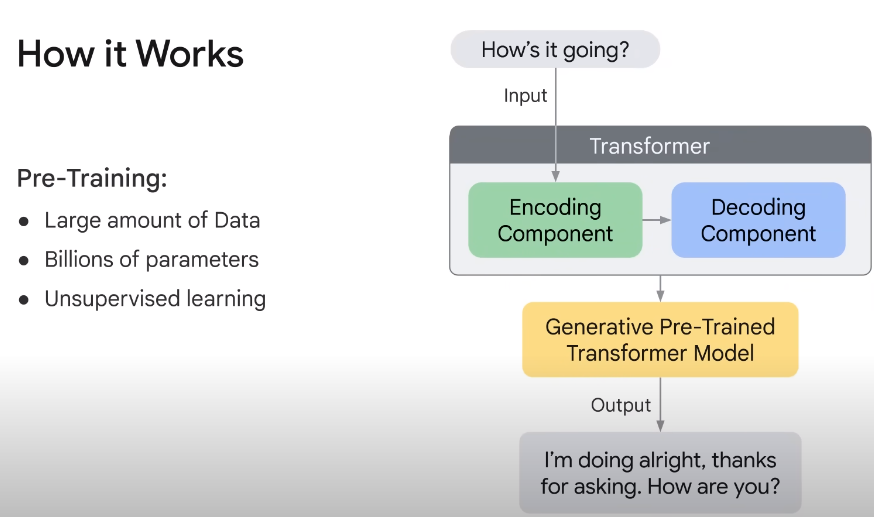 How it Works
Pre-Training:
Large amount of Data
Billions of parameters
Unsupervised learning
How's it going?
Input
Transformer
Encoding
Component
Decoding
Component
Generative Pre-Trained
Transformer Model
Output
I'm doing alright, thanks
for asking. How are you?